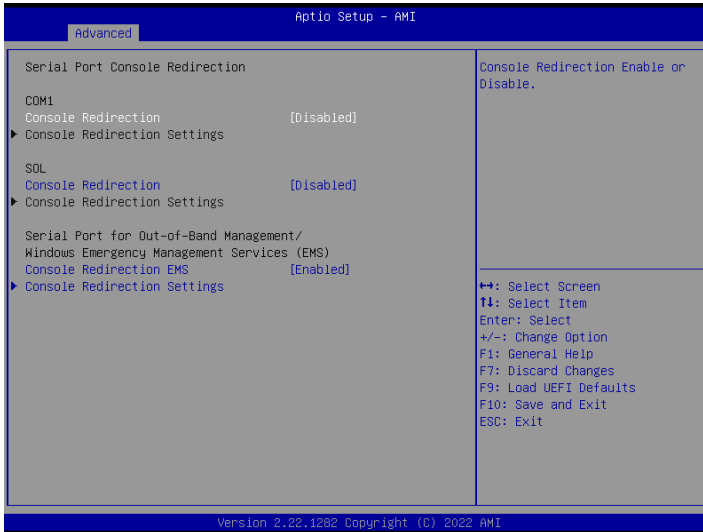 Aptio Setup - AMI
Advanced
Serial Port Console Redirection
COM1
Console Redirection [Disabled]
Console Redirection Settings
SOL
Console Redirection [Disabled]
Console Redirection Settings
Serial Port for Out-of-Band Management/
Windows Emergency Management Services (EMS)
Console Redirection EMS [Enabled]
Console Redirection Settings
Console Redirection Enable or
Disable.
↔: Select Screen
↑↓: Select Item
Enter: Select
+/-: Change Option
F1: General Help
F7: Discard Changes
F9: Load UEFI Defaults
F10: Save and Exit
ESC: Exit
Version 2.22.1282 Copyright (C) 2022 AMI